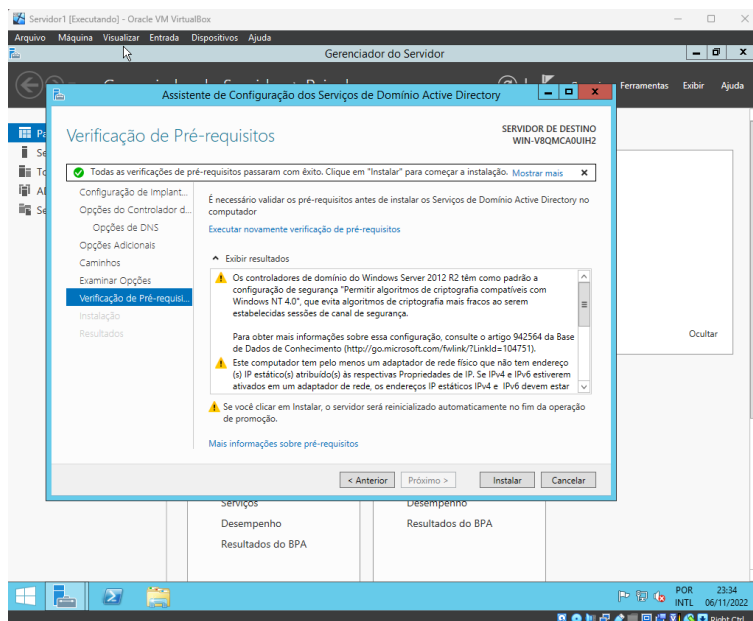 Servidor1 [Executando] - Oracle VM VirtualBox
Arquivo Máquina Visualizar Entrada Dispositivos Ajuda
Gerenciador do Servidor
Ferramentas Exibir Ajuda
Assistente de Configuração dos Serviços de Domínio Active Directory
Verificação de Pré-requisitos
SERVIDOR DE DESTINO
WIN-V8QMCA0UIH2
Todas as verificações de pré-requisitos passaram com êxito. Clique em "Instalar" para começar a instalação. Mostrar mais
Configuração de Implant...
Opções do Controlador d...
Opções de DNS
Opções Adicionais
Caminhos
Examinar Opções
Verificação de Pré-requisi...
Instalação
Resultados
É necessário validar os pré-requisitos antes de instalar os Serviços de Domínio Active Directory no
computador
Executar novamente verificação de pré-requisitos
Exibir resultados
Os controladores de domínio do Windows Server 2012 R2 têm como padrão a
configuração de segurança "Permitir algoritmos de criptografia compatíveis com
Windows NT 4.0", que evita algoritmos de criptografia mais fracos ao serem
estabelecidas sessões de canal de segurança.
Para obter mais informações sobre essa configuração, consulte o artigo 942564 da Base
de Dados de Conhecimento (http://go.microsoft.com/fwlink/?LinkId=104751).
Este computador tem pelo menos um adaptador de rede físico que não tem endereço
(s) IP estático(s) atribuído(s) às respectivas Propriedades de IP. Se IPv4 e IPv6 estiverem
ativados em um adaptador de rede, os endereços IP estáticos IPv4 e IPv6 devem estar
Se você clicar em Instalar, o servidor será reinicializado automaticamente no fim da operação
de promoção.
Mais informações sobre pré-requisitos
< Anterior Próximo > Instalar Cancelar
Ocultar
Serviços
Desempenho
Resultados do BPA
Desempenho
Resultados do BPA
POR 23:34
INTL 06/11/2022
Right Ctrl